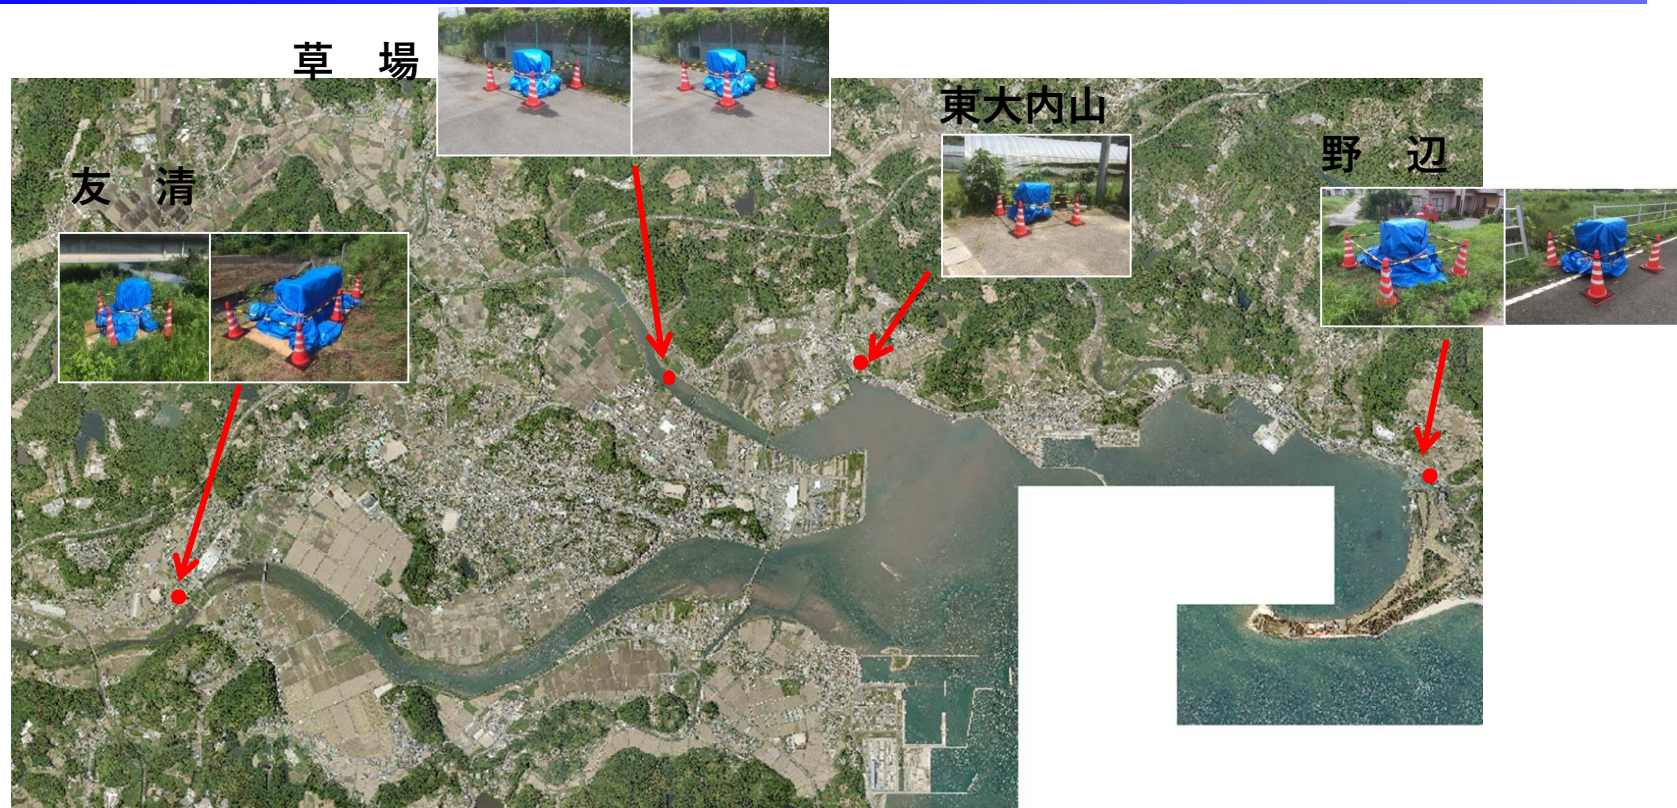 草　場
東大内山
野　辺
友　清